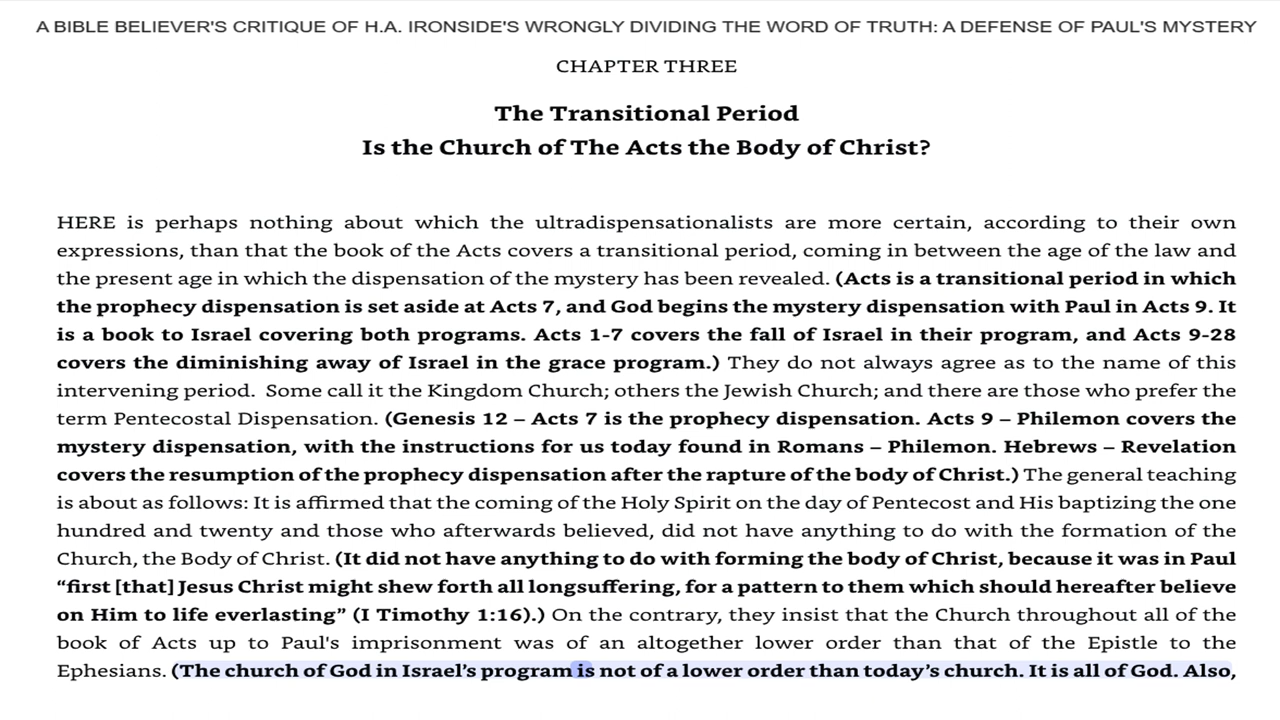 A BIBLE BELIEVER'S CRITIQUE OF H.A. IRONSIDE'S WRONGLY DIVIDING THE WORD OF TRUTH: A DEFENSE OF PAUL'S MYSTERY
CHAPTER THREE
The Transitional Period
Is the Church of The Acts the Body of Christ?
HERE is perhaps nothing about which the ultradispensationalists are more certain, according to their own
expressions, than that the book of the Acts covers a transitional period, coming in between the age of the law and
the present age in which the dispensation of the mystery has been revealed. (Acts is a transitional period in which
the prophecy dispensation is set aside at Acts 7, and God begins the mystery dispensation with Paul in Acts 9. It
is a book to Israel covering both programs. Acts 1-7 covers the fall of Israel in their program, and Acts 9-28
covers the diminishing away of Israel in the grace program.) They do not always agree as to the name of this
intervening period. Some call it the Kingdom Church; others the Jewish Church; and there are those who prefer the
term Pentecostal Dispensation. (Genesis 12 – Acts 7 is the prophecy dispensation. Acts 9 – Philemon covers the
mystery dispensation, with the instructions for us today found in Romans – Philemon. Hebrews – Revelation
covers the resumption of the prophecy dispensation after the rapture of the body of Christ.) The general teaching
is about as follows: It is affirmed that the coming of the Holy Spirit on the day of Pentecost and His baptizing the one
hundred and twenty and those who afterwards believed, did not have anything to do with the formation of the
Church, the Body of Christ. (It did not have anything to do with forming the body of Christ, because it was in Paul
“first [that] Jesus Christ might shew forth all longsuffering, for a pattern to them which should hereafter believe
on Him to life everlasting” (I Timothy 1:16).) On the contrary, they insist that the Church throughout all of the
book of Acts up to Paul's imprisonment was of an altogether lower order than that of the Epistle to the
Ephesians. (The church of God in Israel’s program is not of a lower order than today’s church. It is all of God. Also,